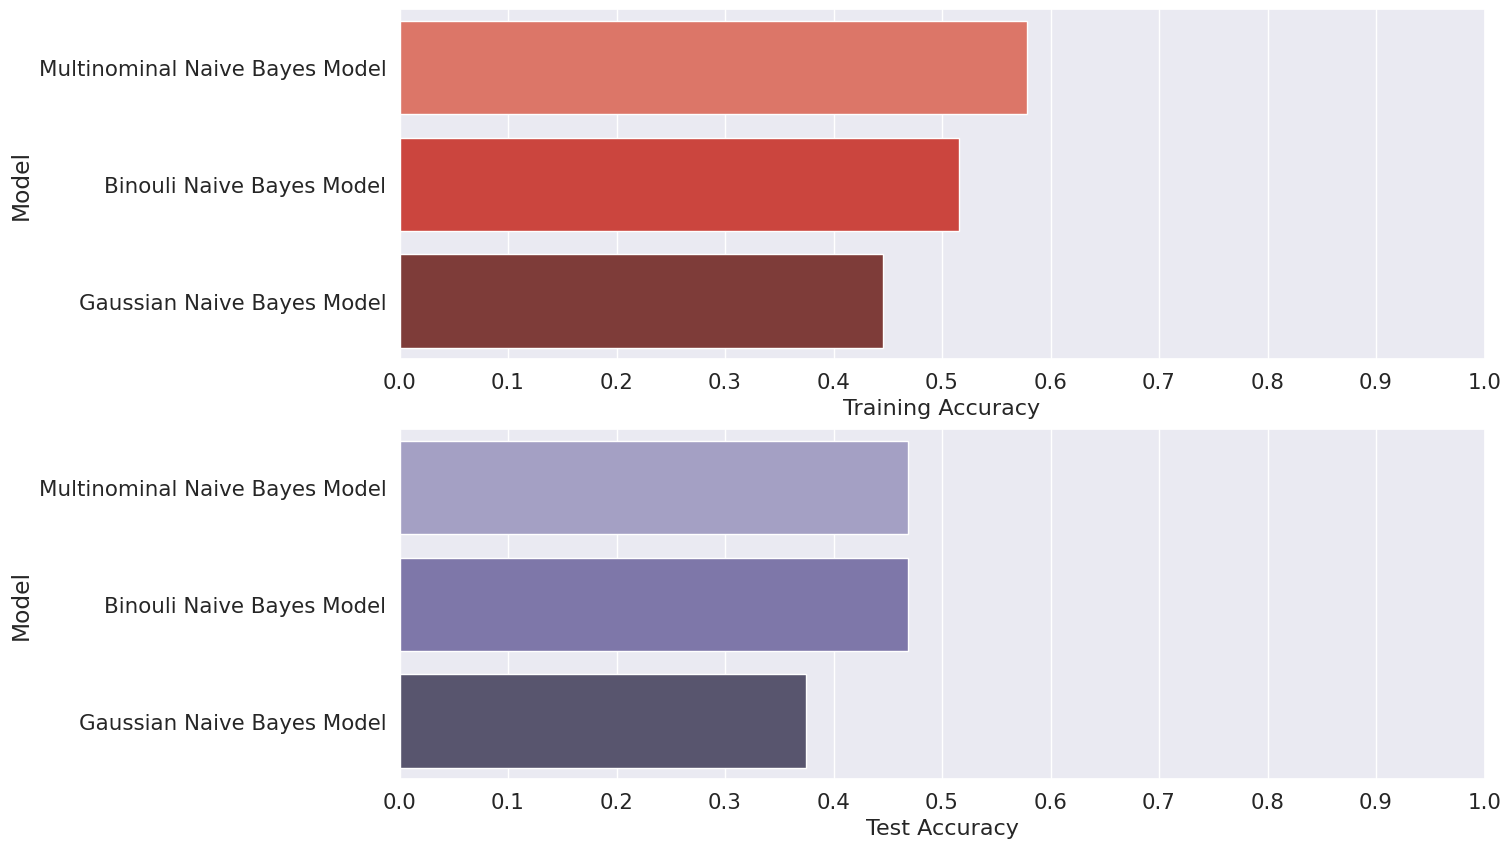 Model
Multinominal Naive Bayes Model
Binouli Naive Bayes Model
Gaussian Naive Bayes Model
0.0 0.1 0.2 0.3 0.4 0.5 0.6 0.7 0.8 0.9 1.0
Training Accuracy
Model
Multinominal Naive Bayes Model
Binouli Naive Bayes Model
Gaussian Naive Bayes Model
0.0 0.1 0.2 0.3 0.4 0.5 0.6 0.7 0.8 0.9 1.0
Test Accuracy